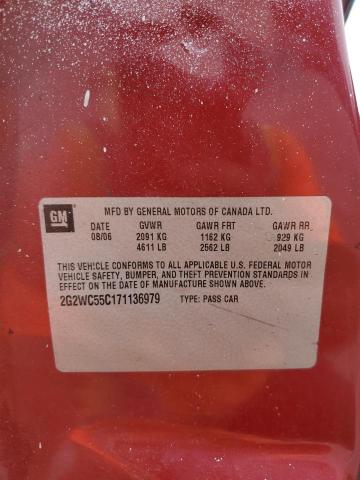 GM
MFD BY GENERAL MOTORS OF CANADA LTD.
DATE GVWR GAWR FRT GAWR RR
08/06 2091 KG 1162 KG 929 KG
4611 LB 2562 LB 2049 LB
THIS VEHICLE CONFORMS TO ALL APPLICABLE U.S. FEDERAL MOTOR
VEHICLE SAFETY, BUMPER, AND THEFT PREVENTION STANDARDS IN
EFFECT ON THE DATE OF MANUFACTURE SHOWN ABOVE.
2G2WC55C171136979 TYPE: PASS CAR